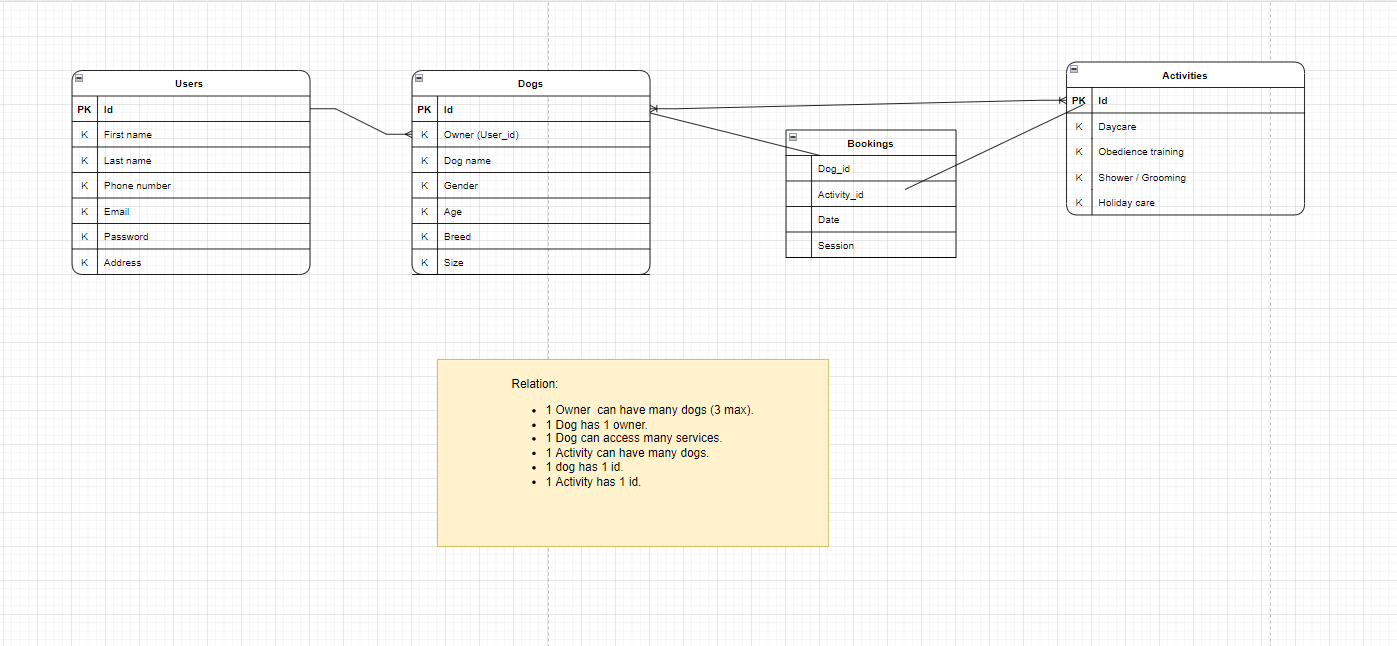 Users
PK Id
K First name
K Last name
K Phone number
K Email
K Password
K Address
Dogs
PK Id
K Owner (User_id)
K Dog name
K Gender
K Age
K Breed
K Size
Bookings
Dog_id
Activity_id
Date
Session
Activities
PK Id
K Daycare
K Obedience training
K Shower / Grooming
K Holiday care
Relation:
1 Owner can have many dogs (3 max).
1 Dog has 1 owner.
1 Dog can access many services.
1 Activity can have many dogs.
1 dog has 1 id.
1 Activity has 1 id.